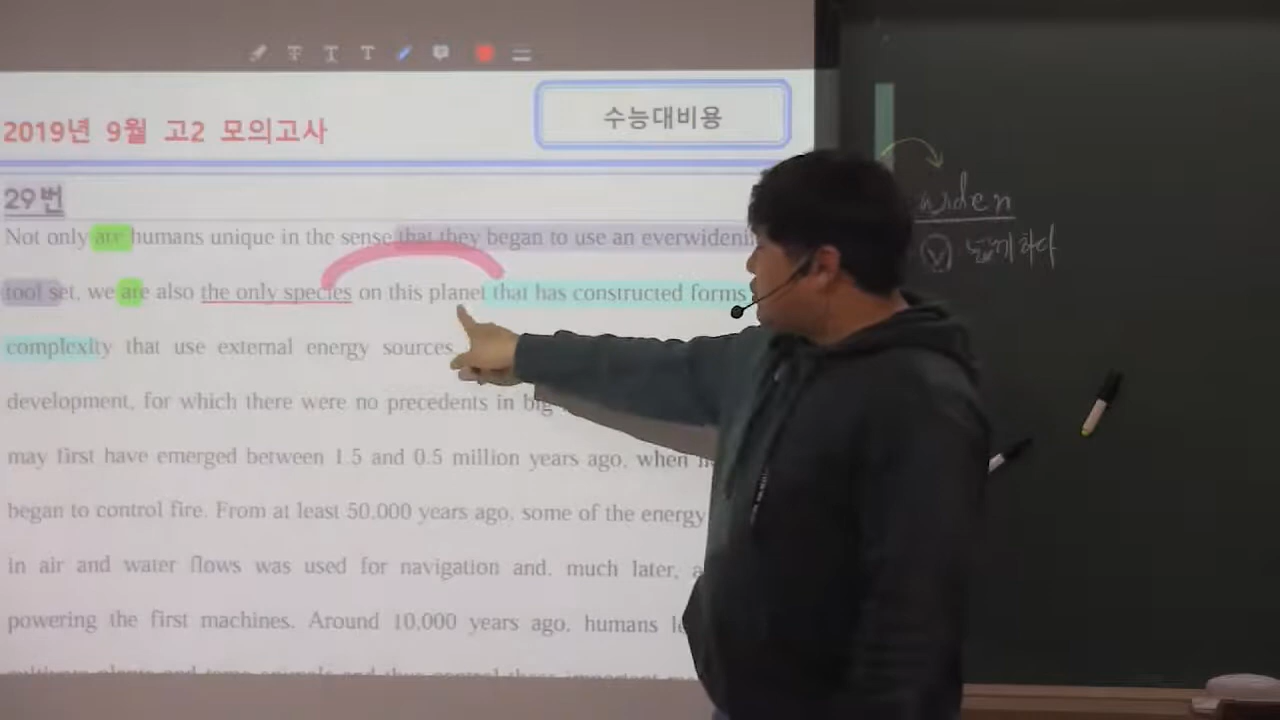 2019년 9월 고2 모의고사
수능대비용
29번
Not only are humans unique in the sense that they began to use an everwideni
tool set, we are also the only species on this planet that has constructed forms
complexity that use external energy sources
development, for which there were no precedents in big
may first have emerged between 1.5 and 0.5 million years ago, when
began to control fire. From at least 50,000 years ago, some of the energy
in air and water flows was used for navigation and, much later,
powering the first machines. Around 10,000 years ago, humans
widen
ⓥ 넓게하다